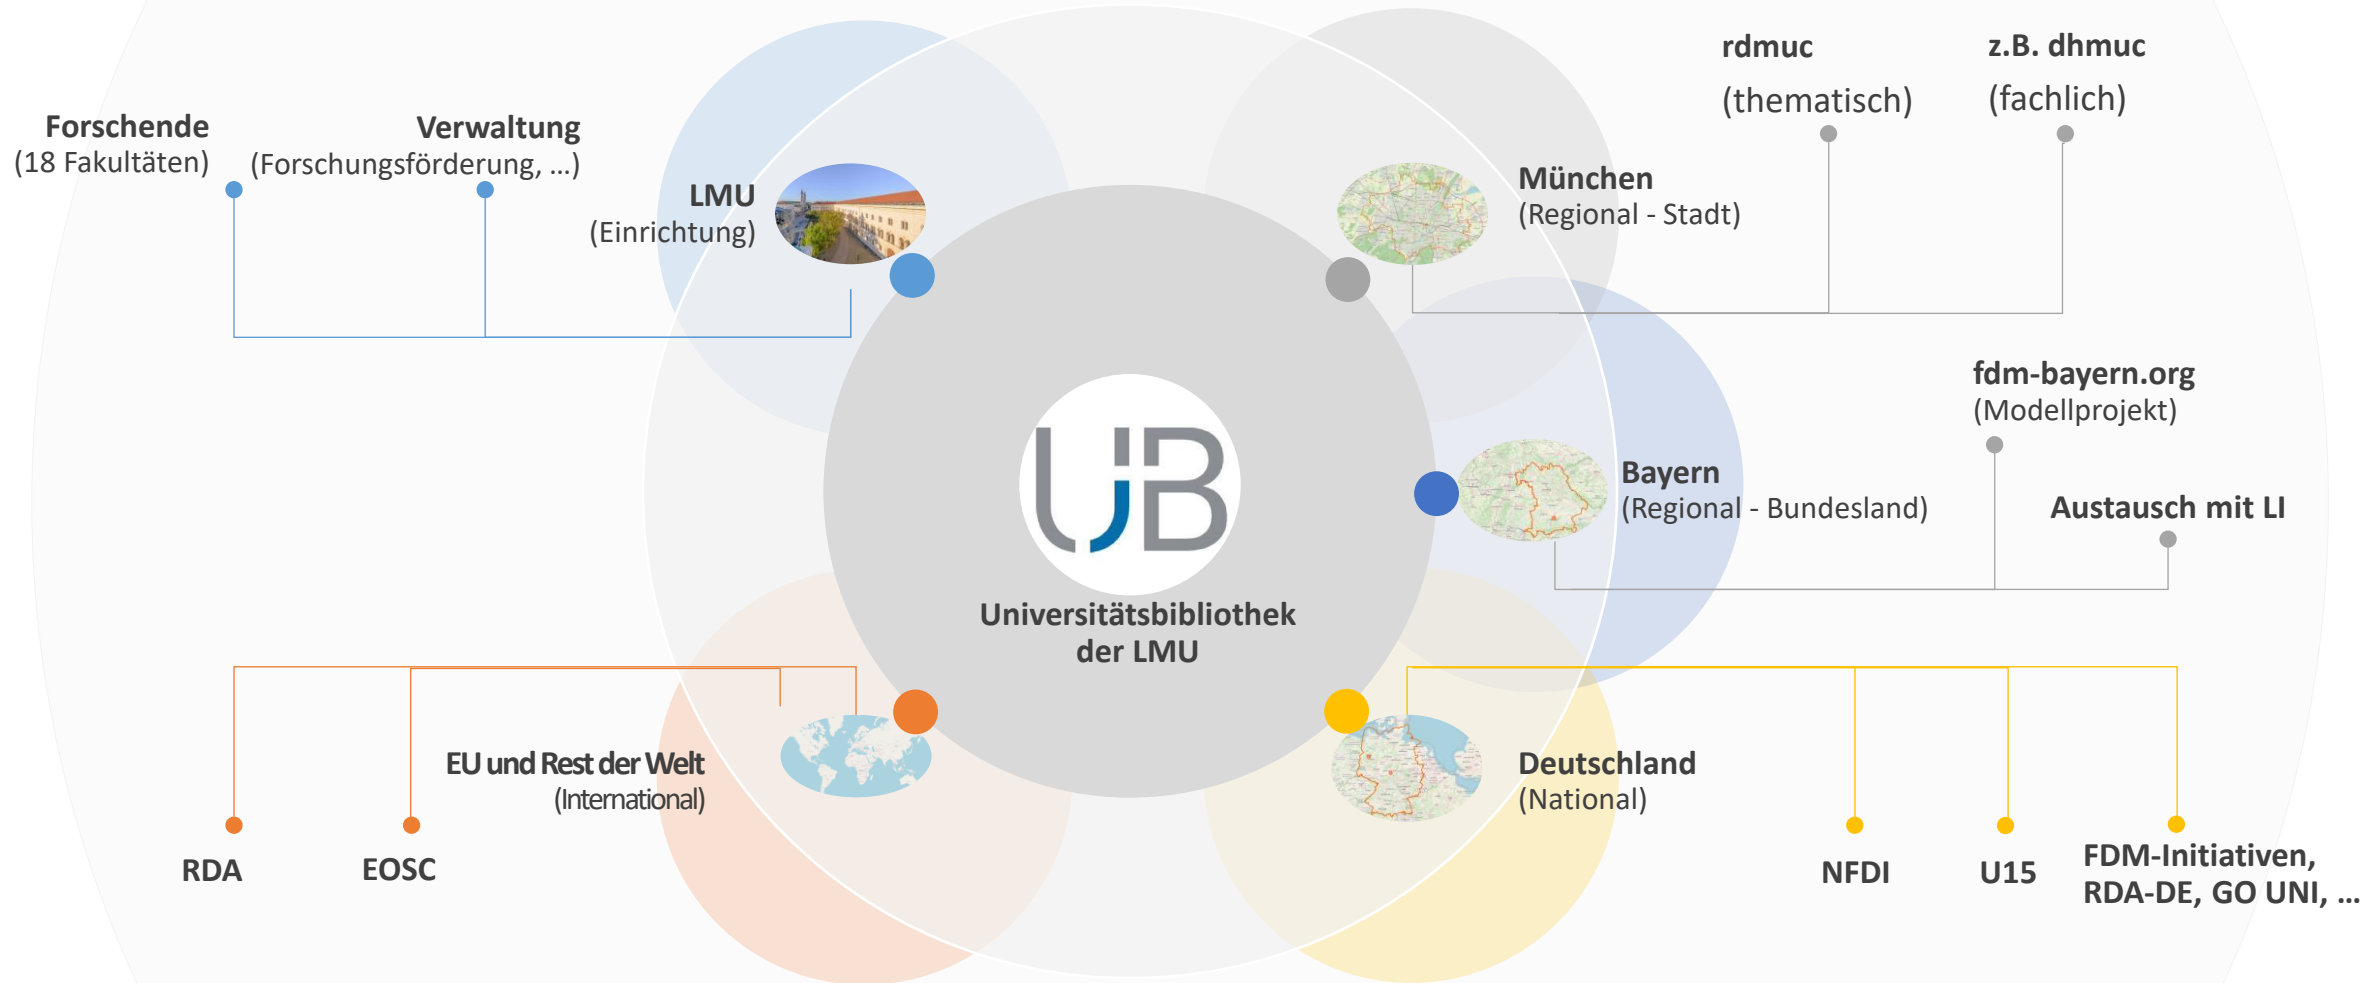 Forschende
(18 Fakultäten)
Verwaltung
(Forschungsförderung, ...)
LMU
(Einrichtung)
rdmuc
(thematisch)
z.B. dhmuc
(fachlich)
München
(Regional - Stadt)
fdm-bayern.org
(Modellprojekt)
Bayern
(Regional - Bundesland)
Austausch mit LI
UB
Universitätsbibliothek
der LMU
EU und Rest der Welt
(International)
RDA
EOSC
Deutschland
(National)
NFDI
U15
FDM-Initiativen,
RDA-DE, GO UNI, ...